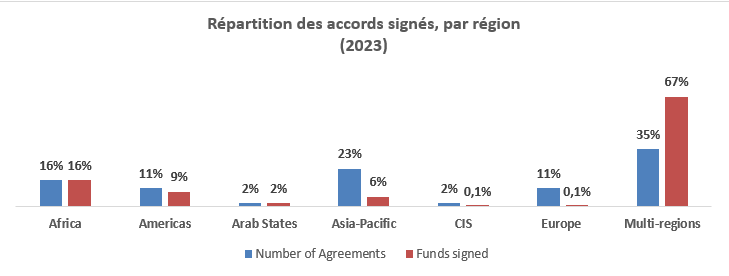 Répartition des accords signés, par région
(2023)
16% 16% 11% 9% 2% 2% 23% 6% 2% 0,1% 11% 0,1% 35% 67%
Africa Americas Arab States Asia-Pacific CIS Europe Multi-regions
Number of Agreements Funds signed